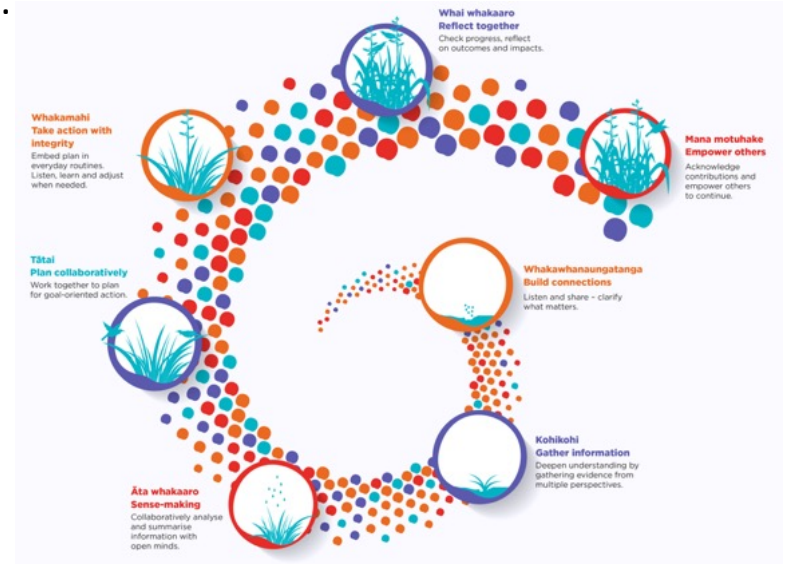 Whai whakaaro
Reflect together
Check progress, reflect
on outcomes and impacts.
Whakamahi
Take action with
integrity
Embed plan in
everyday routines.
Listen, learn and adjust
when needed.
Mana motuhake
Empower others
Acknowledge
contributions and
empower others
to continue.
Tātai
Plan collaboratively
Work together to plan
for goal-oriented action.
Whakawhanaungatanga
Build connections
Listen and share – clarify
what matters.
Kohikohi
Gather information
Deepen understanding by
gathering evidence from
multiple perspectives.
Āta whakaaro
Sense-making
Collaboratively analyse
and summarise
information with
open minds.